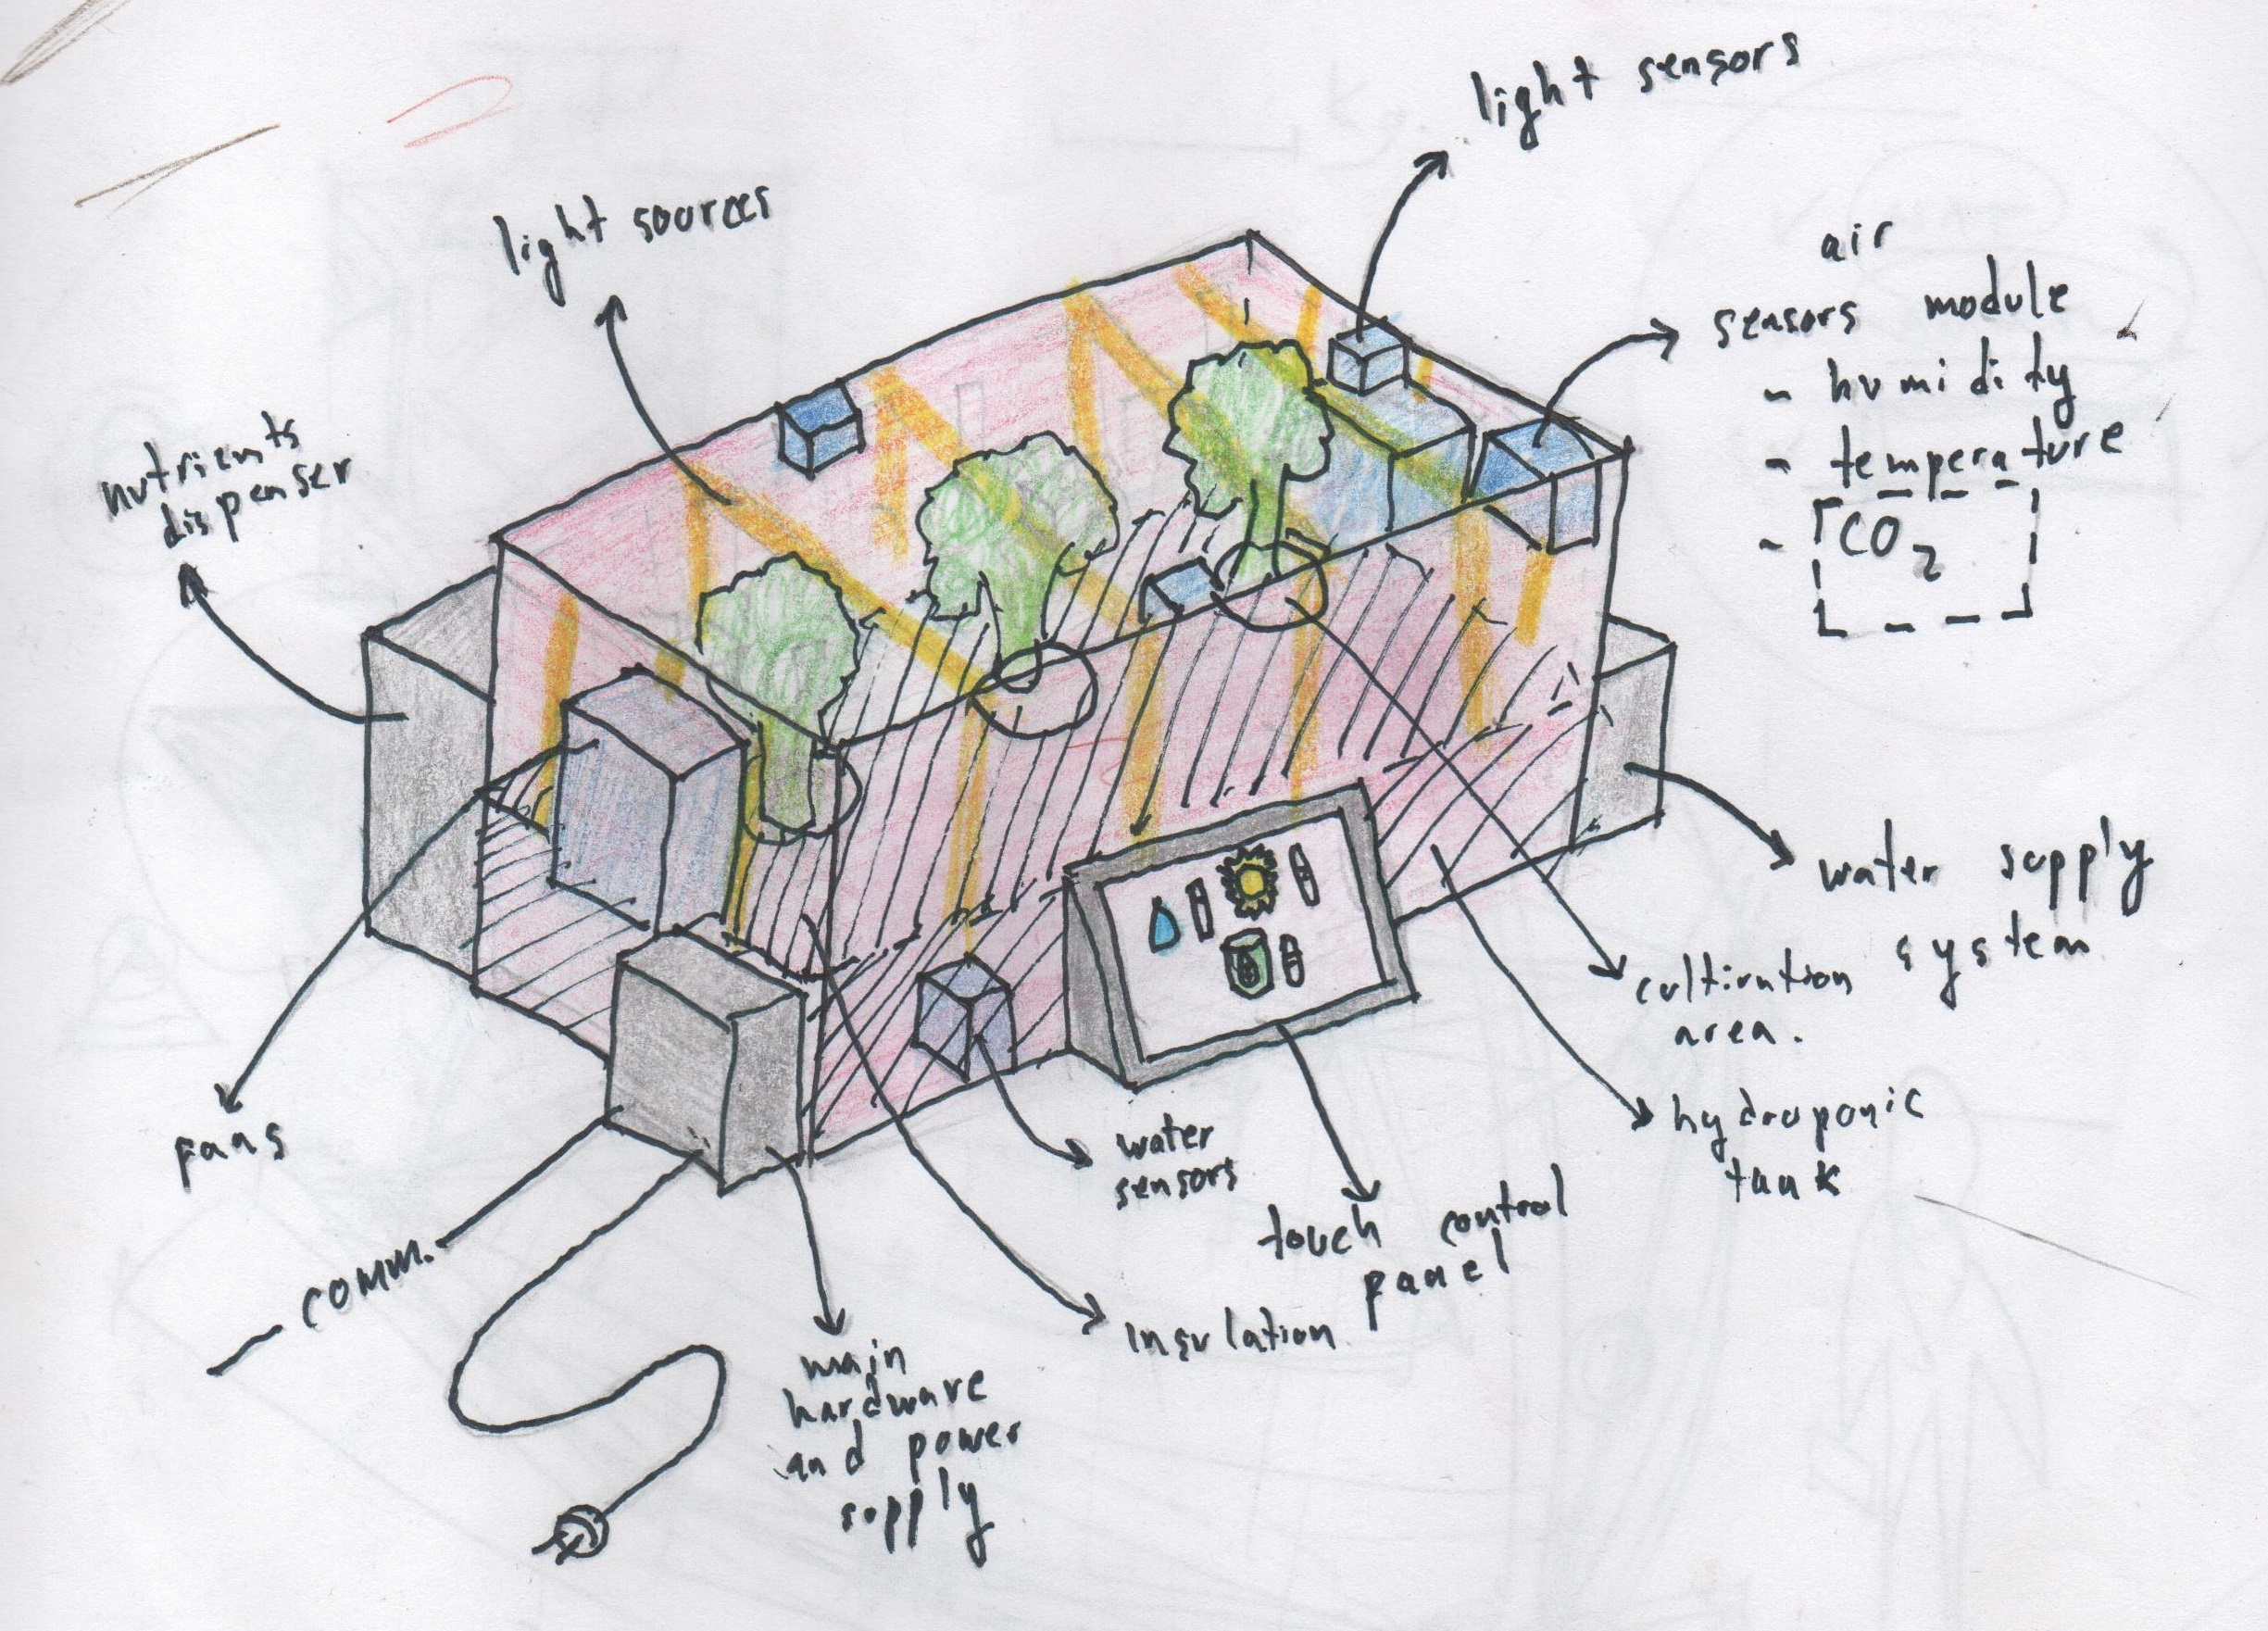 light sensors
light sources
air
sensors module
- humidity
- temperature
- CO2
nutrients
dispenser
water supply
system
cultivation
area.
hydroponic
tank
fans
water
sensors
touch control
panel
comm.
insulation
main
hardware
and power
supply